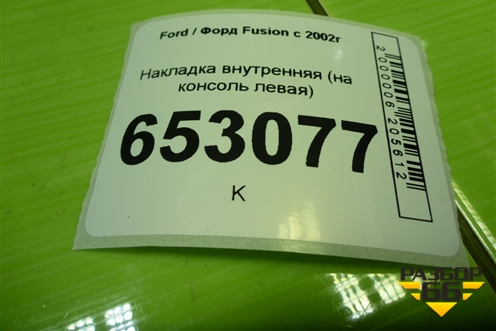 Ford / Форд Fusion с 2002г
Накладка внутренняя (на
консоль левая)
653077
К
2000006205612
РАЗБОР
66